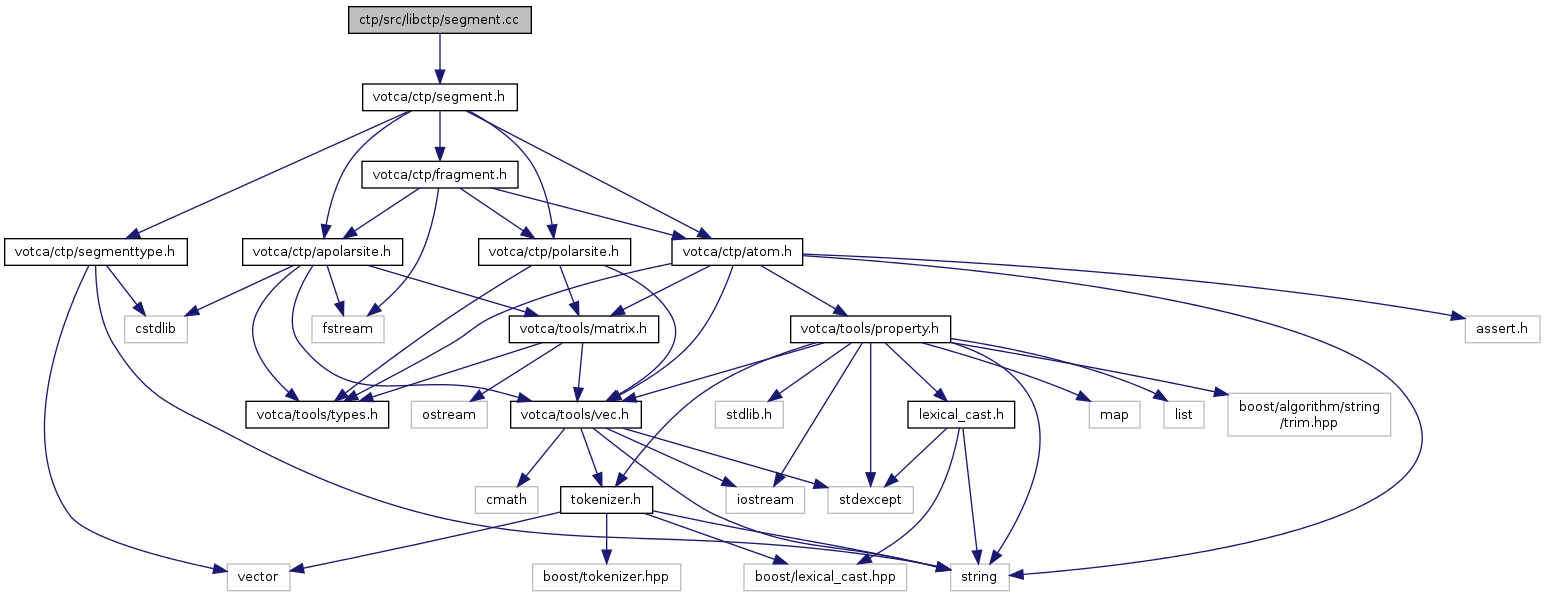 ctp/src/libctp/segment.cc
votca/ctp/segment.h
votca/ctp/fragment.h
votca/ctp/segmenttype.h
votca/ctp/apolarsite.h
votca/ctp/polarsite.h
votca/ctp/atom.h
cstdlib
fstream
votca/tools/matrix.h
votca/tools/property.h
assert.h
votca/tools/types.h
ostream
votca/tools/vec.h
stdlib.h
lexical_cast.h
map
list
boost/algorithm/string
/trim.hpp
cmath
tokenizer.h
iostream
stdexcept
vector
boost/tokenizer.hpp
boost/lexical_cast.hpp
string